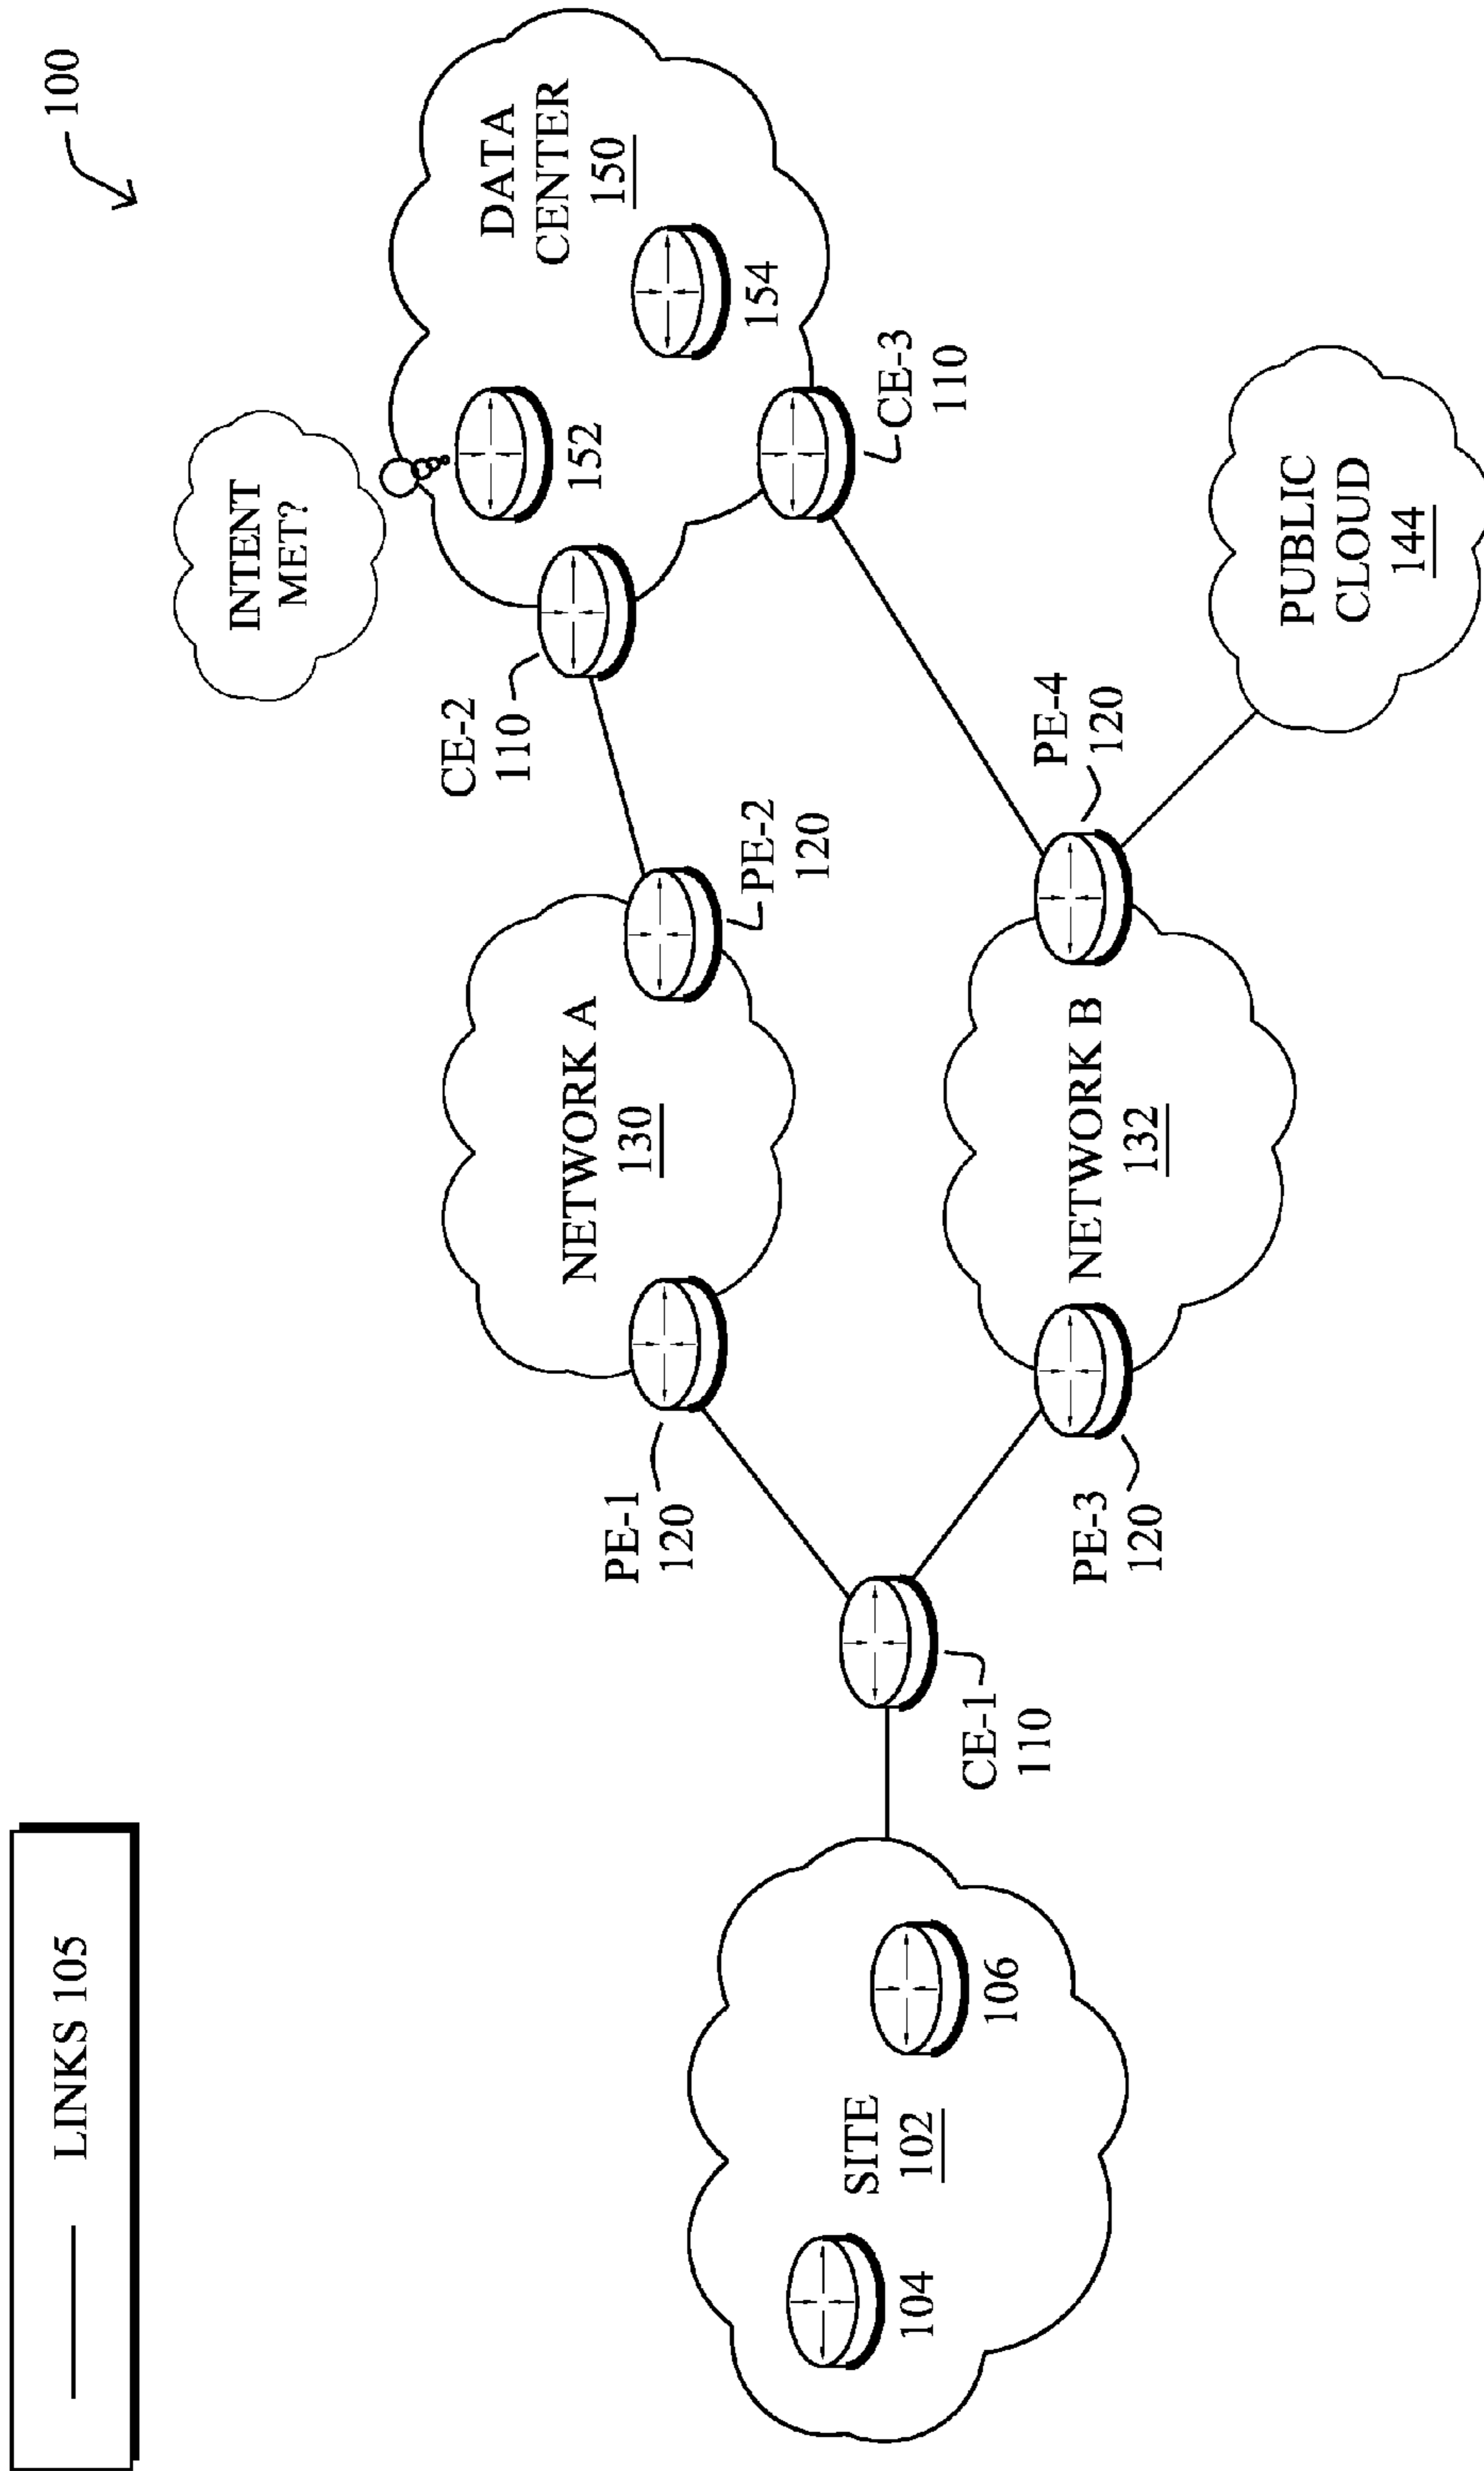 100
LINKS 105
INTENT
MET?
DATA
CENTER
150
152
154
CE-2
110
CE-3
110
NETWORK A
130
PE-1
120
PE-2
120
SITE
102
104
106
CE-1
110
NETWORK B
132
PE-3
120
PE-4
120
PUBLIC
CLOUD
144